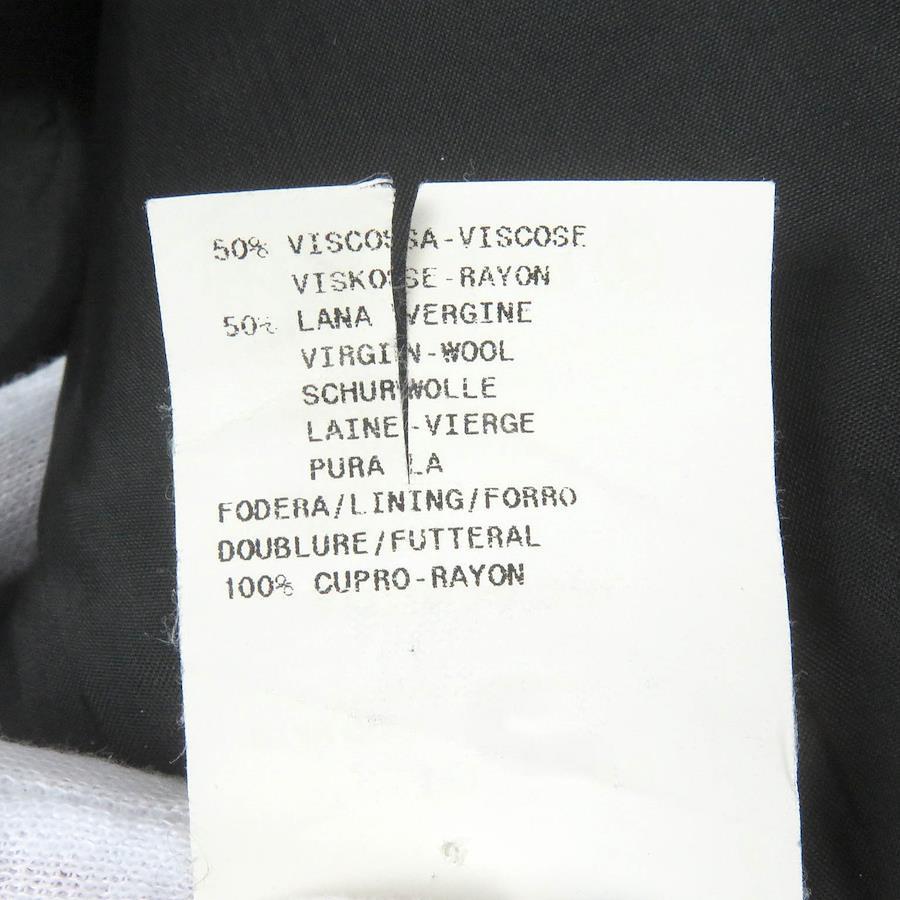 50% VISCOSSA-VISCOSE
VISKOSE-RAYON
50% LANA VERGINE
VIRGIN-WOOL
SCHURWOLLE
LAINE-VIERGE
PURA LA
FODERA/LINING/FORRO
DOUBLURE/FUTTERAL
100% CUPRO-RAYON